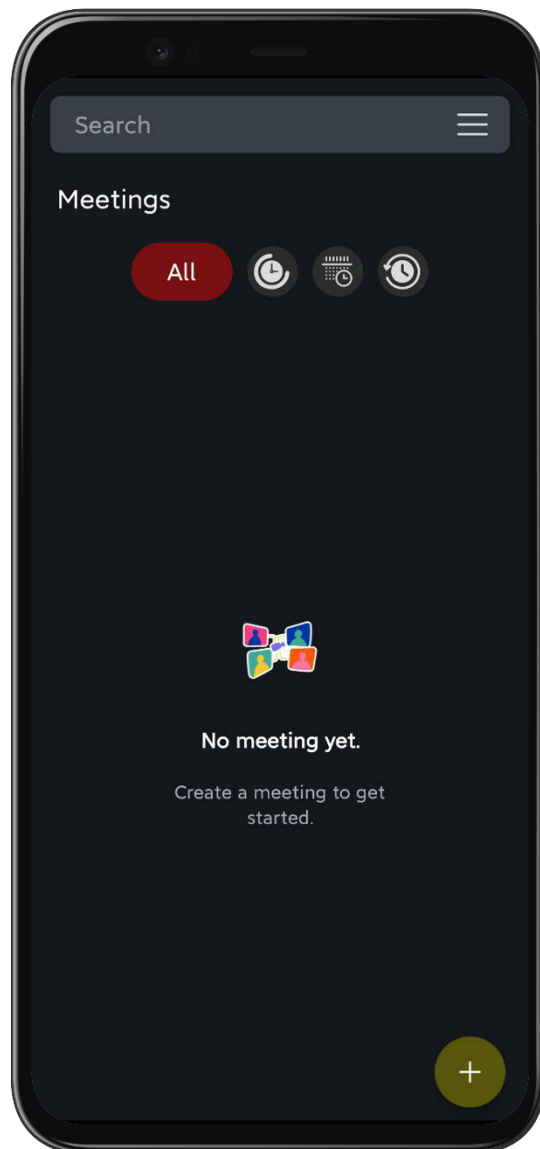 Search
Meetings
All
No meeting yet.
Create a meeting to get
started.